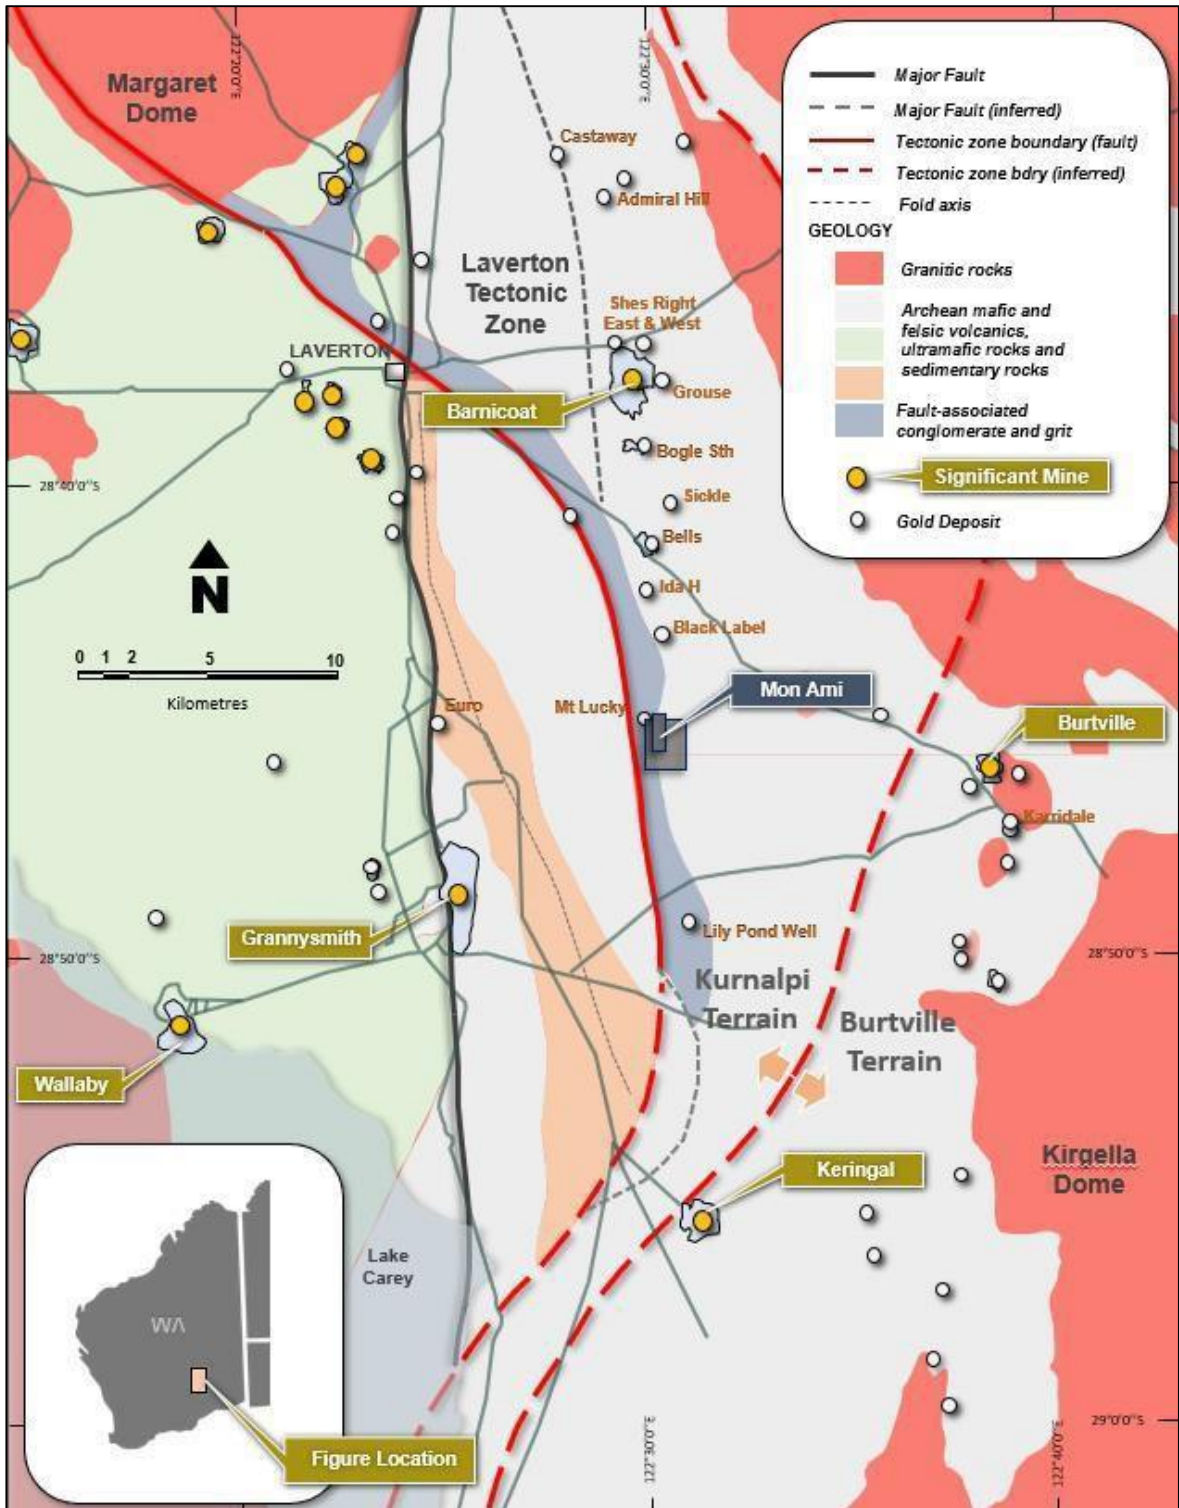 122°20'0"E
122°30'0"E
Margaret
Dome
Castaway
Admiral Hill
Laverton
Tectonic
Zone
Shes Right
East & West
LAVERTON
Barnicoat
Grouse
Bogle Sth
28°40'0"S
Sickle
Bells
N
Ida H
Black Label
0 1 2 5 10
Kilometres
Mon Ami
Euro
Mt Lucky
Burtville
Karridale
Grannysmith
Lily Pond Well
28°50'0"S
28°50'0"S
Kurnalpi
Terrain
Burtville
Terrain
Wallaby
Keringal
Kirgella
Dome
Lake
Carey
WA
Figure Location
122°30'0"E
122°40'0"E
29°0'0"S
Major Fault
Major Fault (inferred)
Tectonic zone boundary (fault)
Tectonic zone bdry (inferred)
Fold axis
GEOLOGY
Granitic rocks
Archean mafic and
felsic volcanics,
ultramafic rocks and
sedimentary rocks
Fault-associated
conglomerate and grit
Significant Mine
Gold Deposit